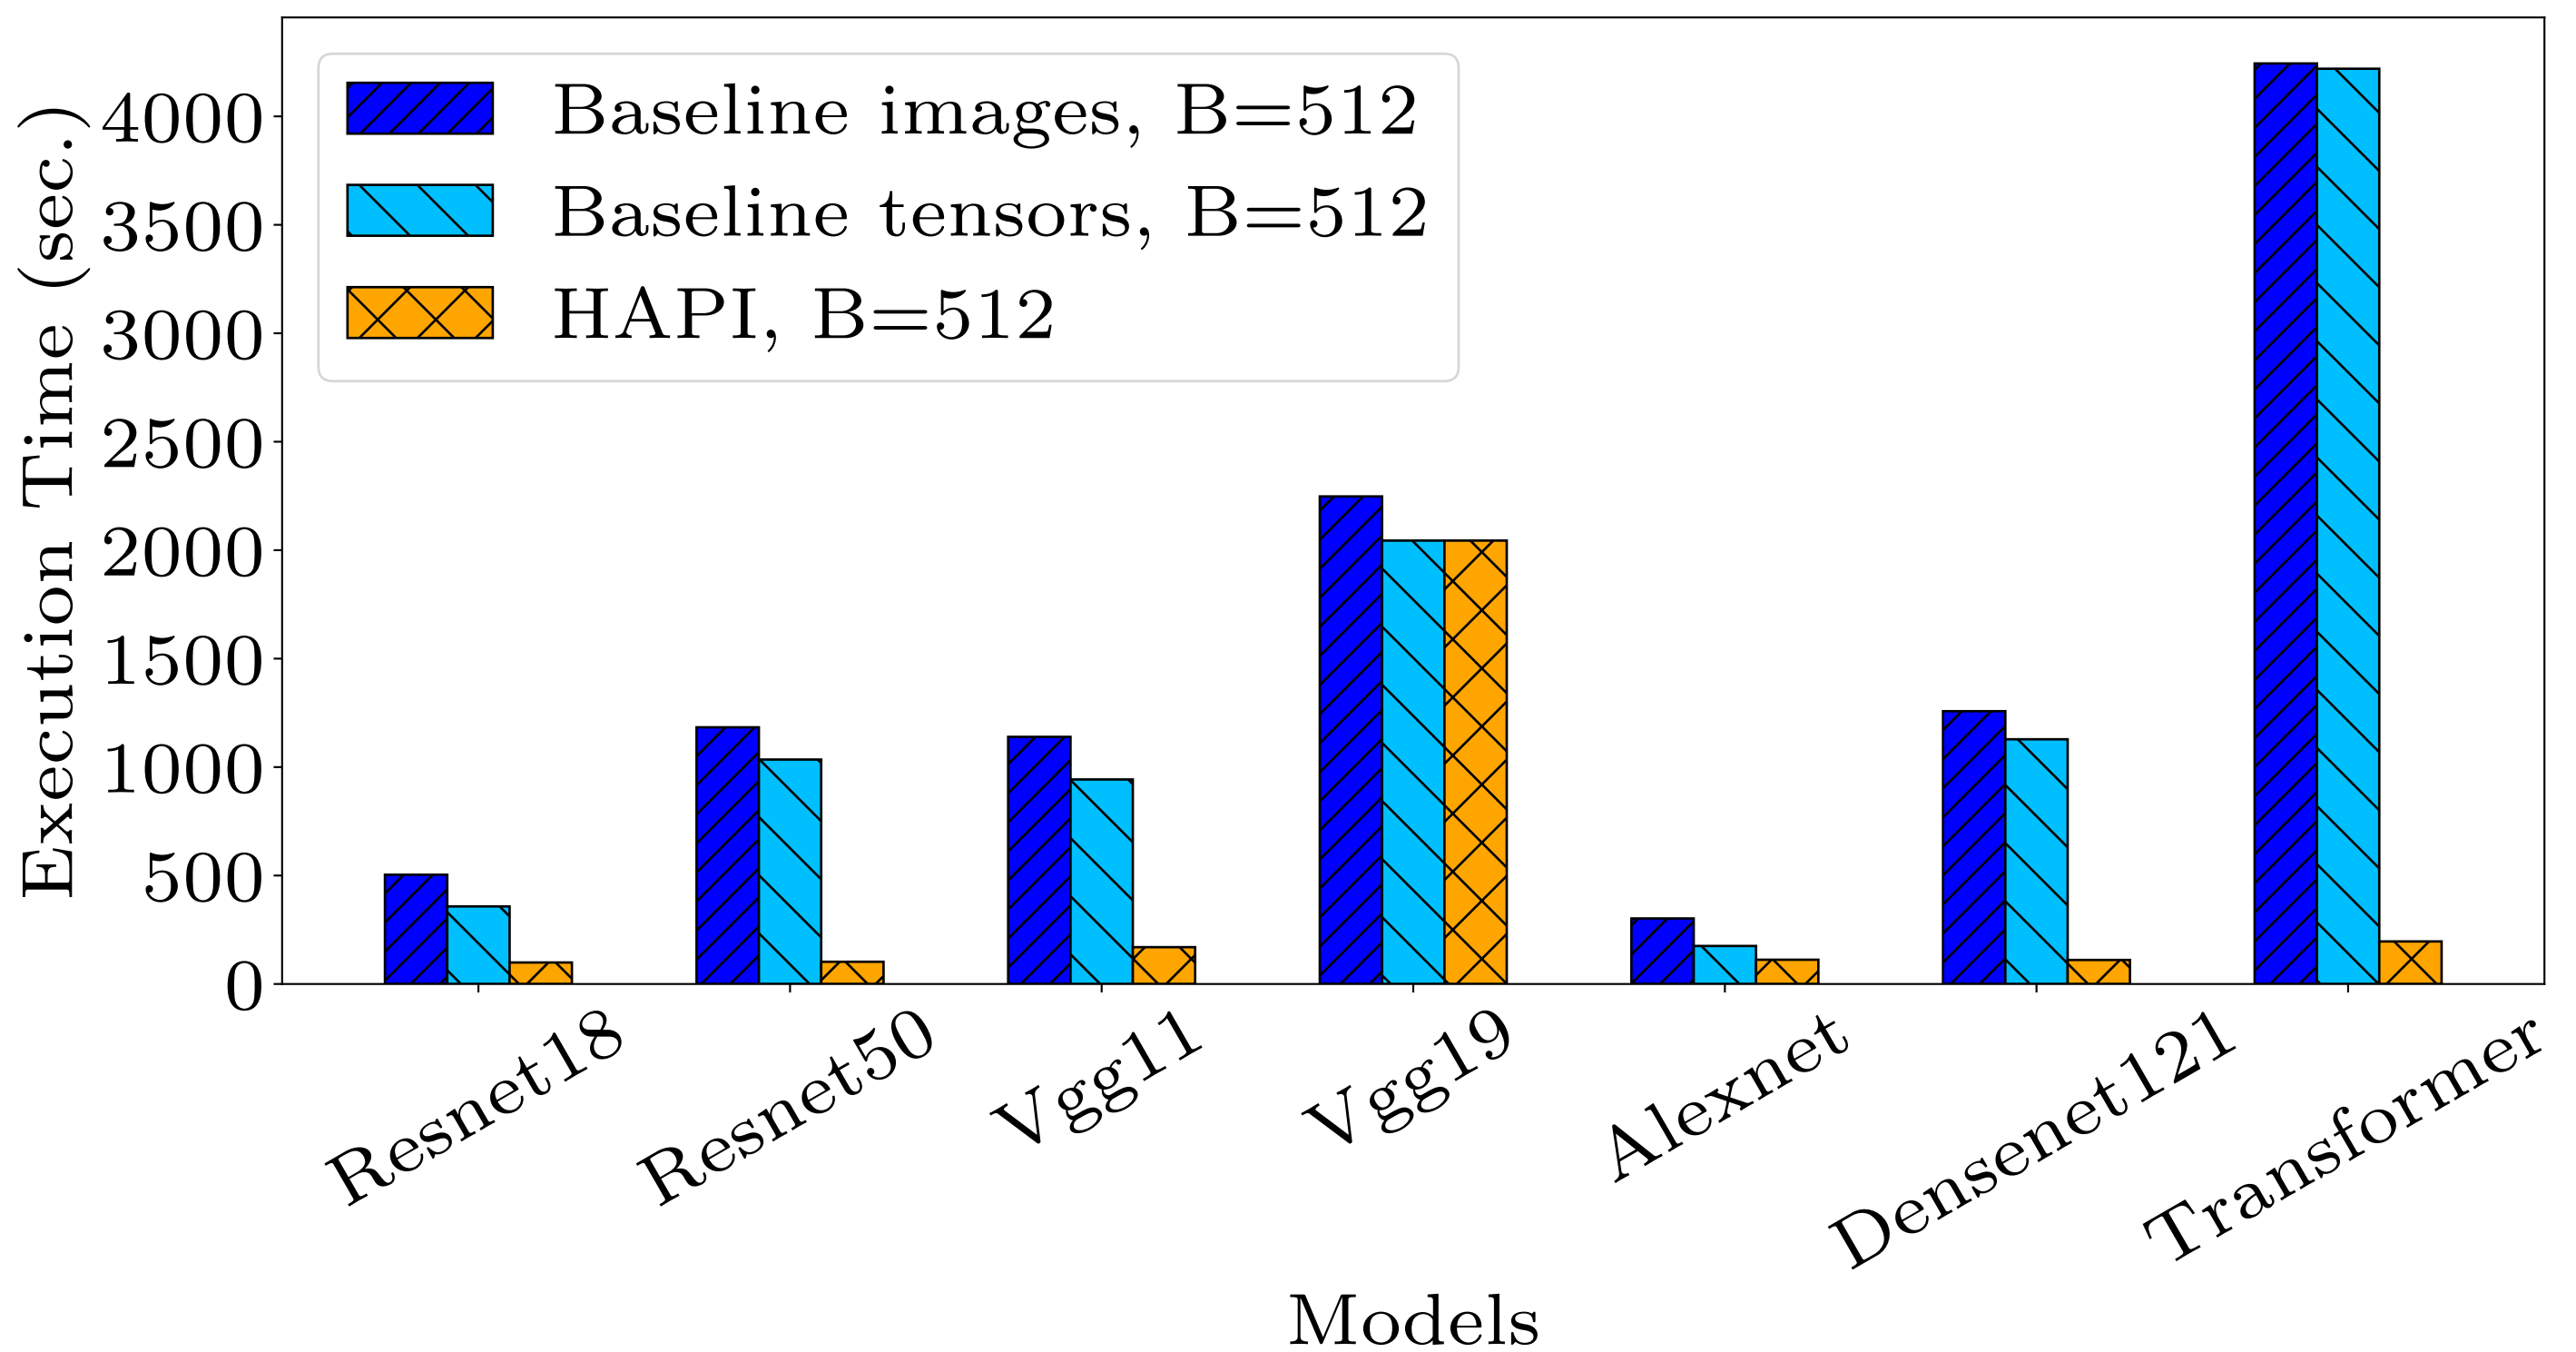 Execution Time (sec.)
4000
3500
3000
2500
2000
1500
1000
500
0
Baseline images, B=512
Baseline tensors, B=512
HAPI, B=512
Resnet18
Resnet50
Vgg11
Vgg19
Alexnet
Densenet121
Transformer
Models